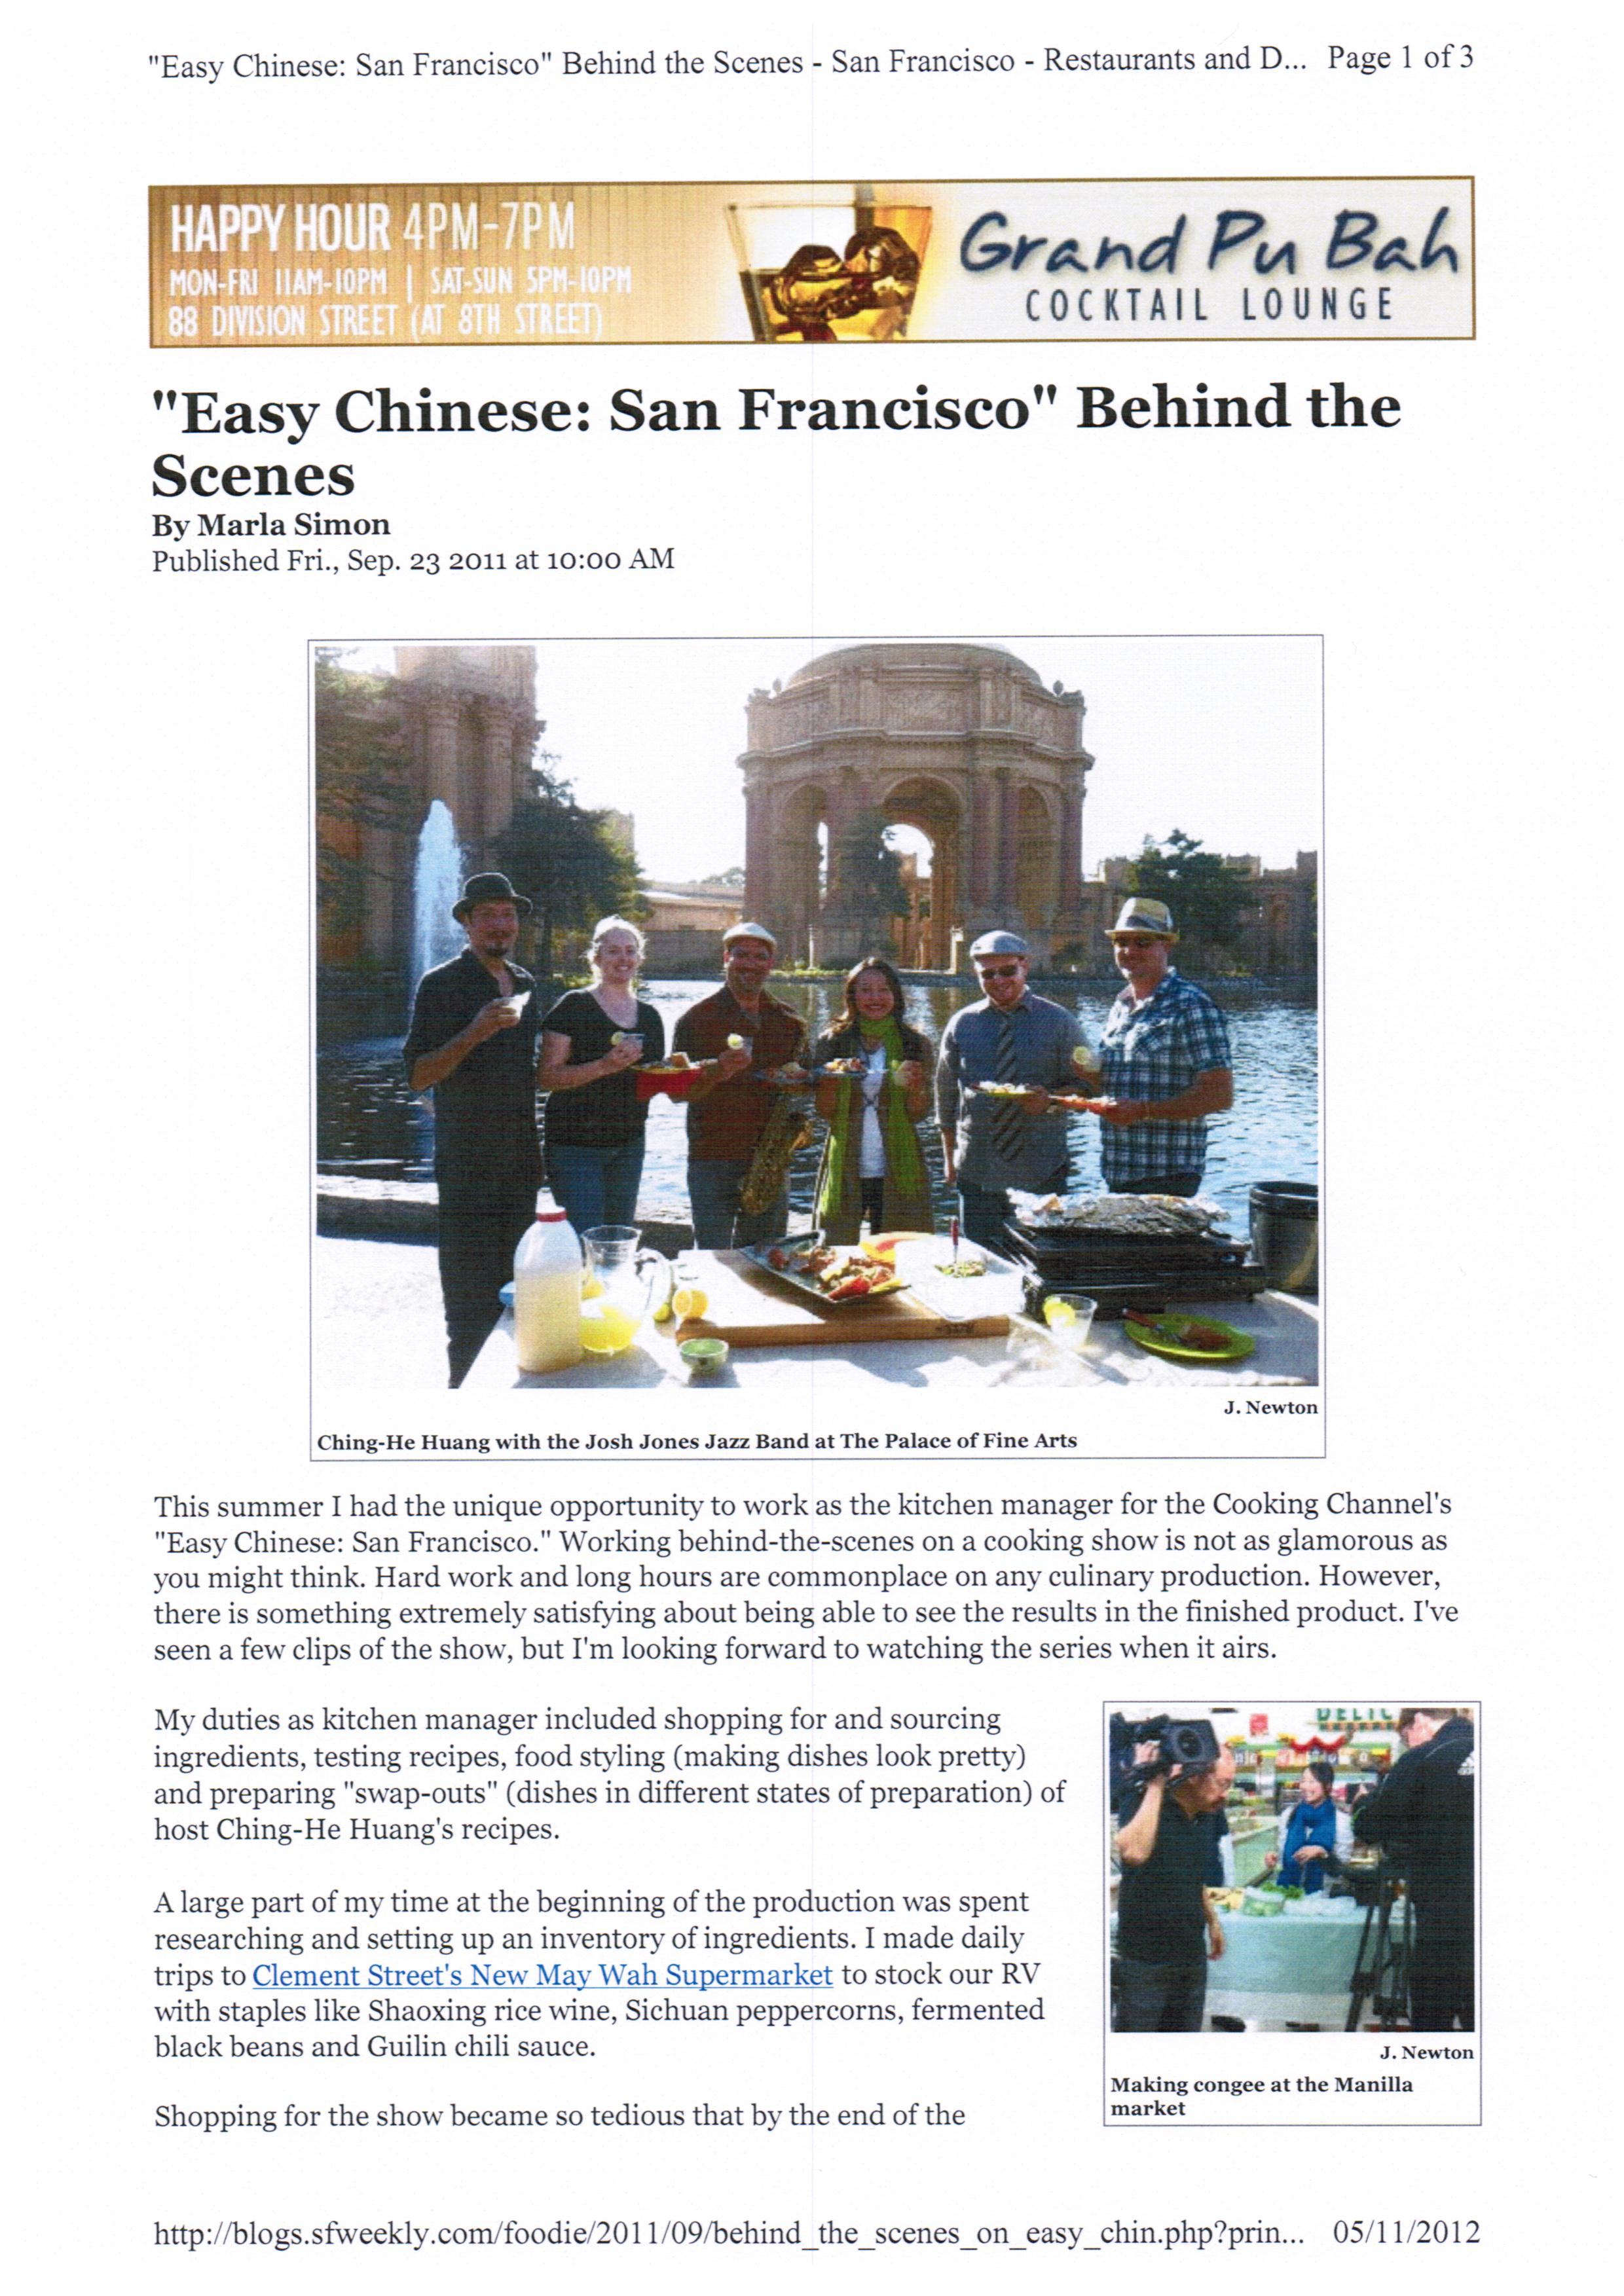 "Easy Chinese: San Francisco" Behind the Scenes - San Francisco - Restaurants and D... Page 1 of 3
HAPPY HOUR 4PM-7PM
MON-FRI 11AM-10PM | SAT-SUN 5PM-10PM
88 DIVISION STREET (AT 8TH STREET)
Grand Pu Bah
COCKTAIL LOUNGE
"Easy Chinese: San Francisco" Behind the
Scenes
By Marla Simon
Published Fri., Sep. 23 2011 at 10:00 AM
J. Newton
Ching-He Huang with the Josh Jones Jazz Band at The Palace of Fine Arts
This summer I had the unique opportunity to work as the kitchen manager for the Cooking Channel's
"Easy Chinese: San Francisco." Working behind-the-scenes on a cooking show is not as glamorous as
you might think. Hard work and long hours are commonplace on any culinary production. However,
there is something extremely satisfying about being able to see the results in the finished product. I've
seen a few clips of the show, but I'm looking forward to watching the series when it airs.
My duties as kitchen manager included shopping for and sourcing
ingredients, testing recipes, food styling (making dishes look pretty)
and preparing "swap-outs" (dishes in different states of preparation) of
host Ching-He Huang's recipes.
A large part of my time at the beginning of the production was spent
researching and setting up an inventory of ingredients. I made daily
trips to Clement Street's New May Wah Supermarket to stock our RV
with staples like Shaoxing rice wine, Sichuan peppercorns, fermented
black beans and Guilin chili sauce.
Shopping for the show became so tedious that by the end of the
DELIC
J. Newton
Making congee at the Manilla
market
http://blogs.sfweekly.com/foodie/2011/09/behind_the_scenes_on_easy_chin.php?prin... 05/11/2012